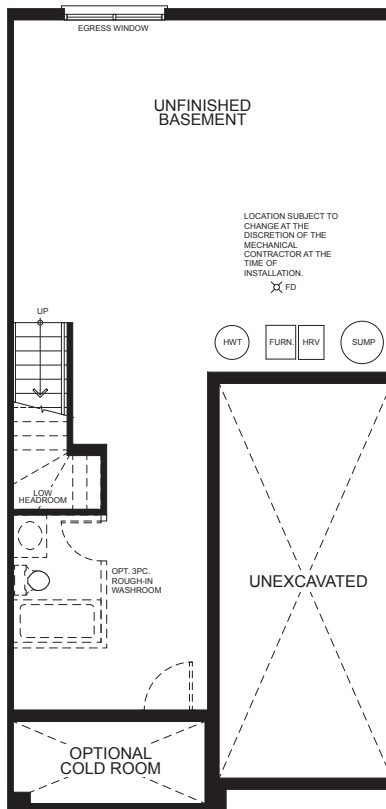 EGRESS WINDOW
UNFINISHED
BASEMENT
LOCATION SUBJECT TO
CHANGE AT THE
DISCRETION OF THE
MECHANICAL
CONTRACTOR AT THE
TIME OF
INSTALLATION.
FD
UP
HWT
FURN.
HRV
SUMP
LOW
HEADROOM
OPT. 3PC.
ROUGH-IN
WASHROOM
UNEXCAVATED
OPTIONAL
COLD ROOM